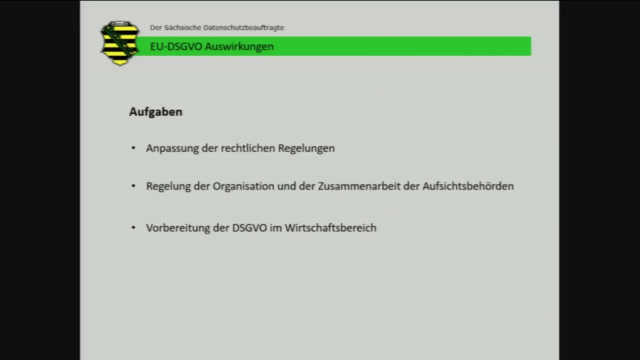 Der Sächsische Datenschutzbeauftragte
EU-DSGVO Auswirkungen
Aufgaben
• Anpassung der rechtlichen Regelungen
• Regelung der Organisation und der Zusammenarbeit der Aufsichtsbehörden
• Vorbereitung der DSGVO im Wirtschaftsbereich